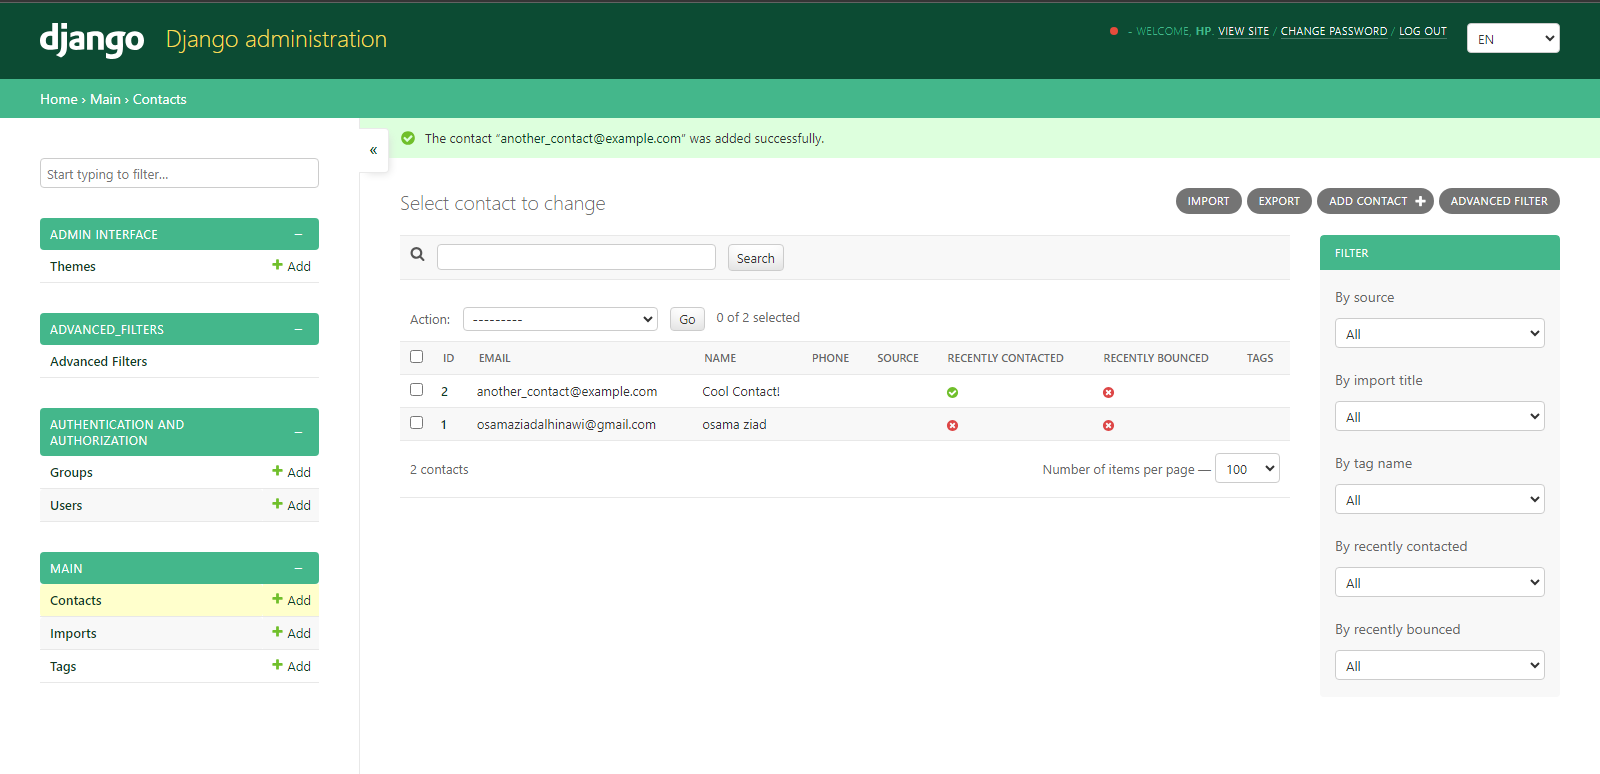 django Django administration
- WELCOME, HP. VIEW SITE / CHANGE PASSWORD / LOG OUT
EN
Home › Main › Contacts
«
The contact “another_contact@example.com” was added successfully.
Start typing to filter...
ADMIN INTERFACE –
Themes + Add
ADVANCED_FILTERS –
Advanced Filters
AUTHENTICATION AND
AUTHORIZATION –
Groups + Add
Users + Add
MAIN –
Contacts + Add
Imports + Add
Tags + Add
Select contact to change
IMPORT EXPORT ADD CONTACT + ADVANCED FILTER
Search
Action: --------- Go 0 of 2 selected
ID EMAIL NAME PHONE SOURCE RECENTLY CONTACTED RECENTLY BOUNCED TAGS
2 another_contact@example.com Cool Contact!
1 osamaziadalhinawi@gmail.com osama ziad
2 contacts
Number of items per page — 100
FILTER
By source
All
By import title
All
By tag name
All
By recently contacted
All
By recently bounced
All